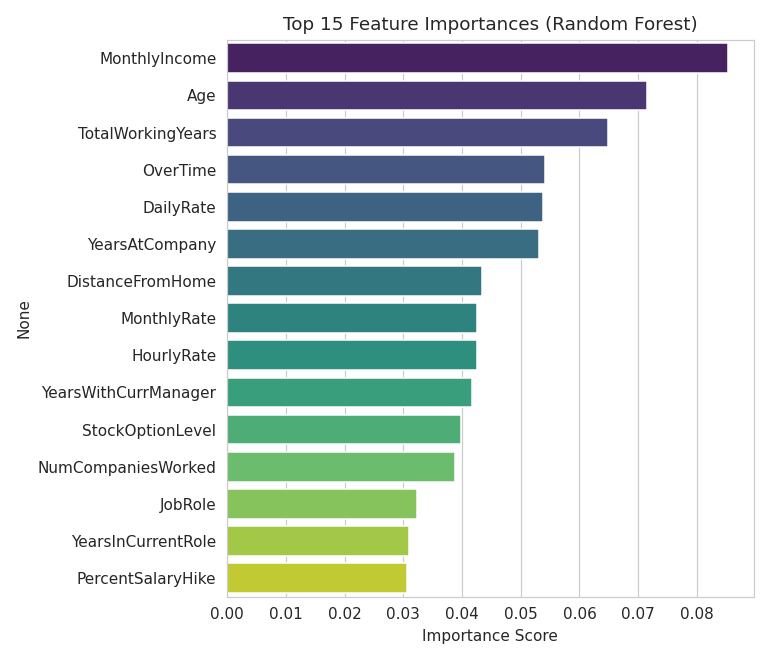 Top 15 Feature Importances (Random Forest)
None
MonthlyIncome
Age
TotalWorkingYears
OverTime
DailyRate
YearsAtCompany
DistanceFromHome
MonthlyRate
HourlyRate
YearsWithCurrManager
StockOptionLevel
NumCompaniesWorked
JobRole
YearsInCurrentRole
PercentSalaryHike
0.00 0.01 0.02 0.03 0.04 0.05 0.06 0.07 0.08
Importance Score